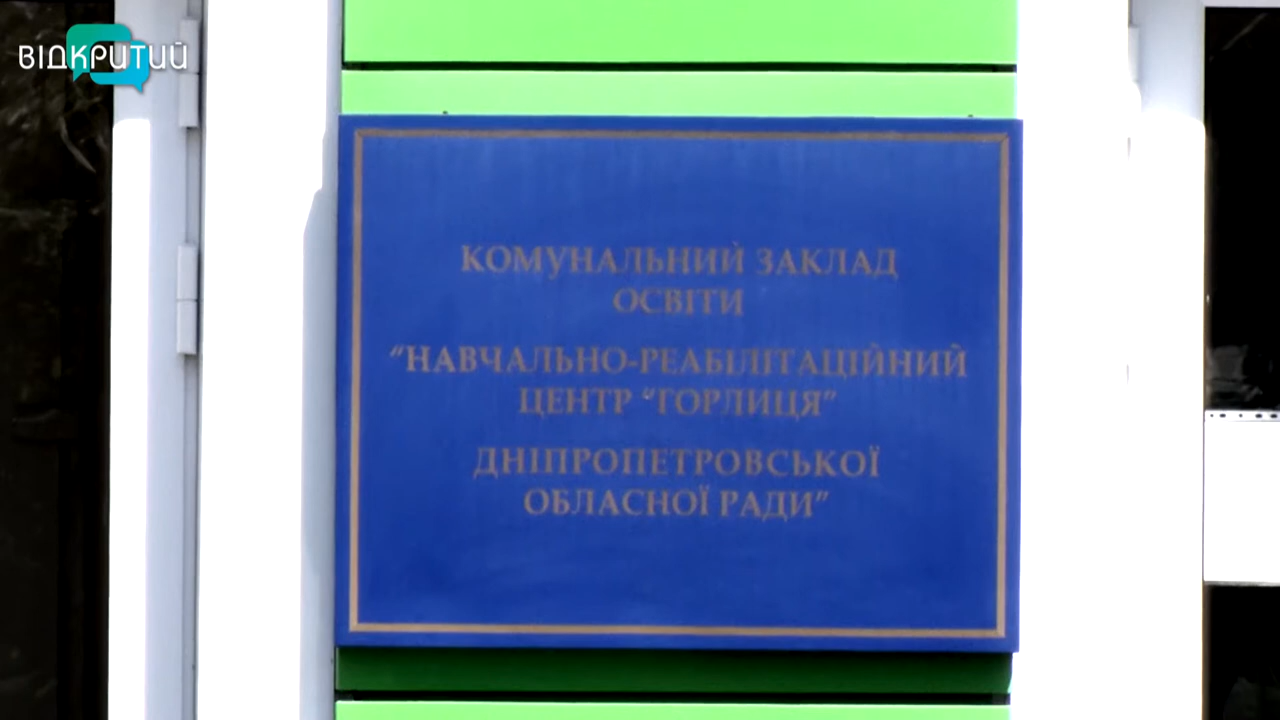 ВІДКРИТИЙ
КОМУНАЛЬНИЙ ЗАКЛАД
ОСВІТИ
“НАВЧАЛЬНО-РЕАБІЛІТАЦІЙНИЙ
ЦЕНТР “ГОРЛИЦЯ”
ДНІПРОПЕТРОВСЬКОЇ
ОБЛАСНОЇ РАДИ”